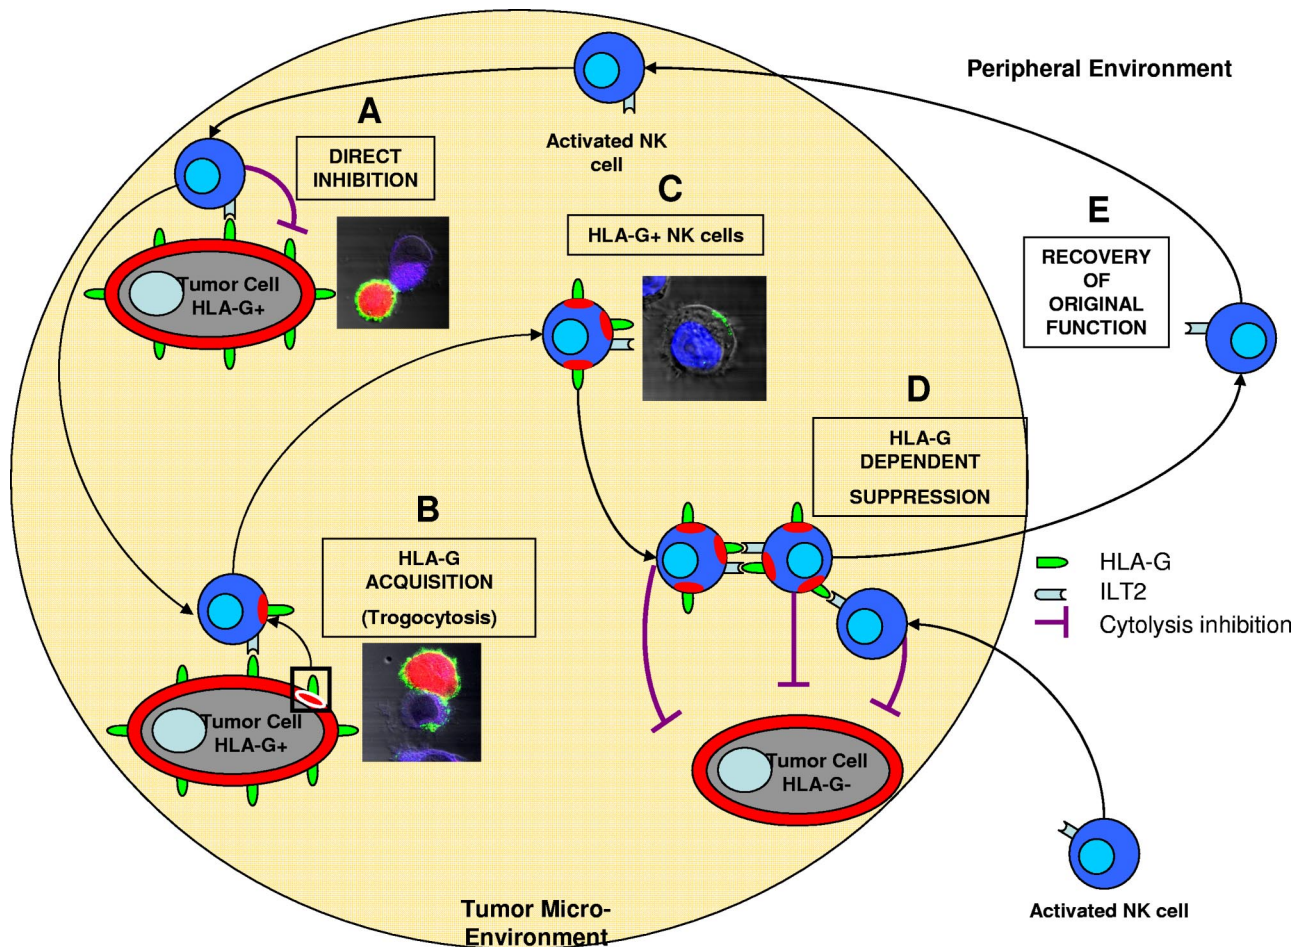 Peripheral Environment
A
DIRECT
INHIBITION
Activated NK
cell
C
HLA-G+ NK cells
E
RECOVERY
OF
ORIGINAL
FUNCTION
Tumor Cell
HLA-G+
D
HLA-G
DEPENDENT
SUPPRESSION
B
HLA-G
ACQUISITION
(Trogocytosis)
HLA-G
ILT2
Cytolysis inhibition
Tumor Cell
HLA-G+
Tumor Cell
HLA-G-
Tumor Micro-
Environment
Activated NK cell